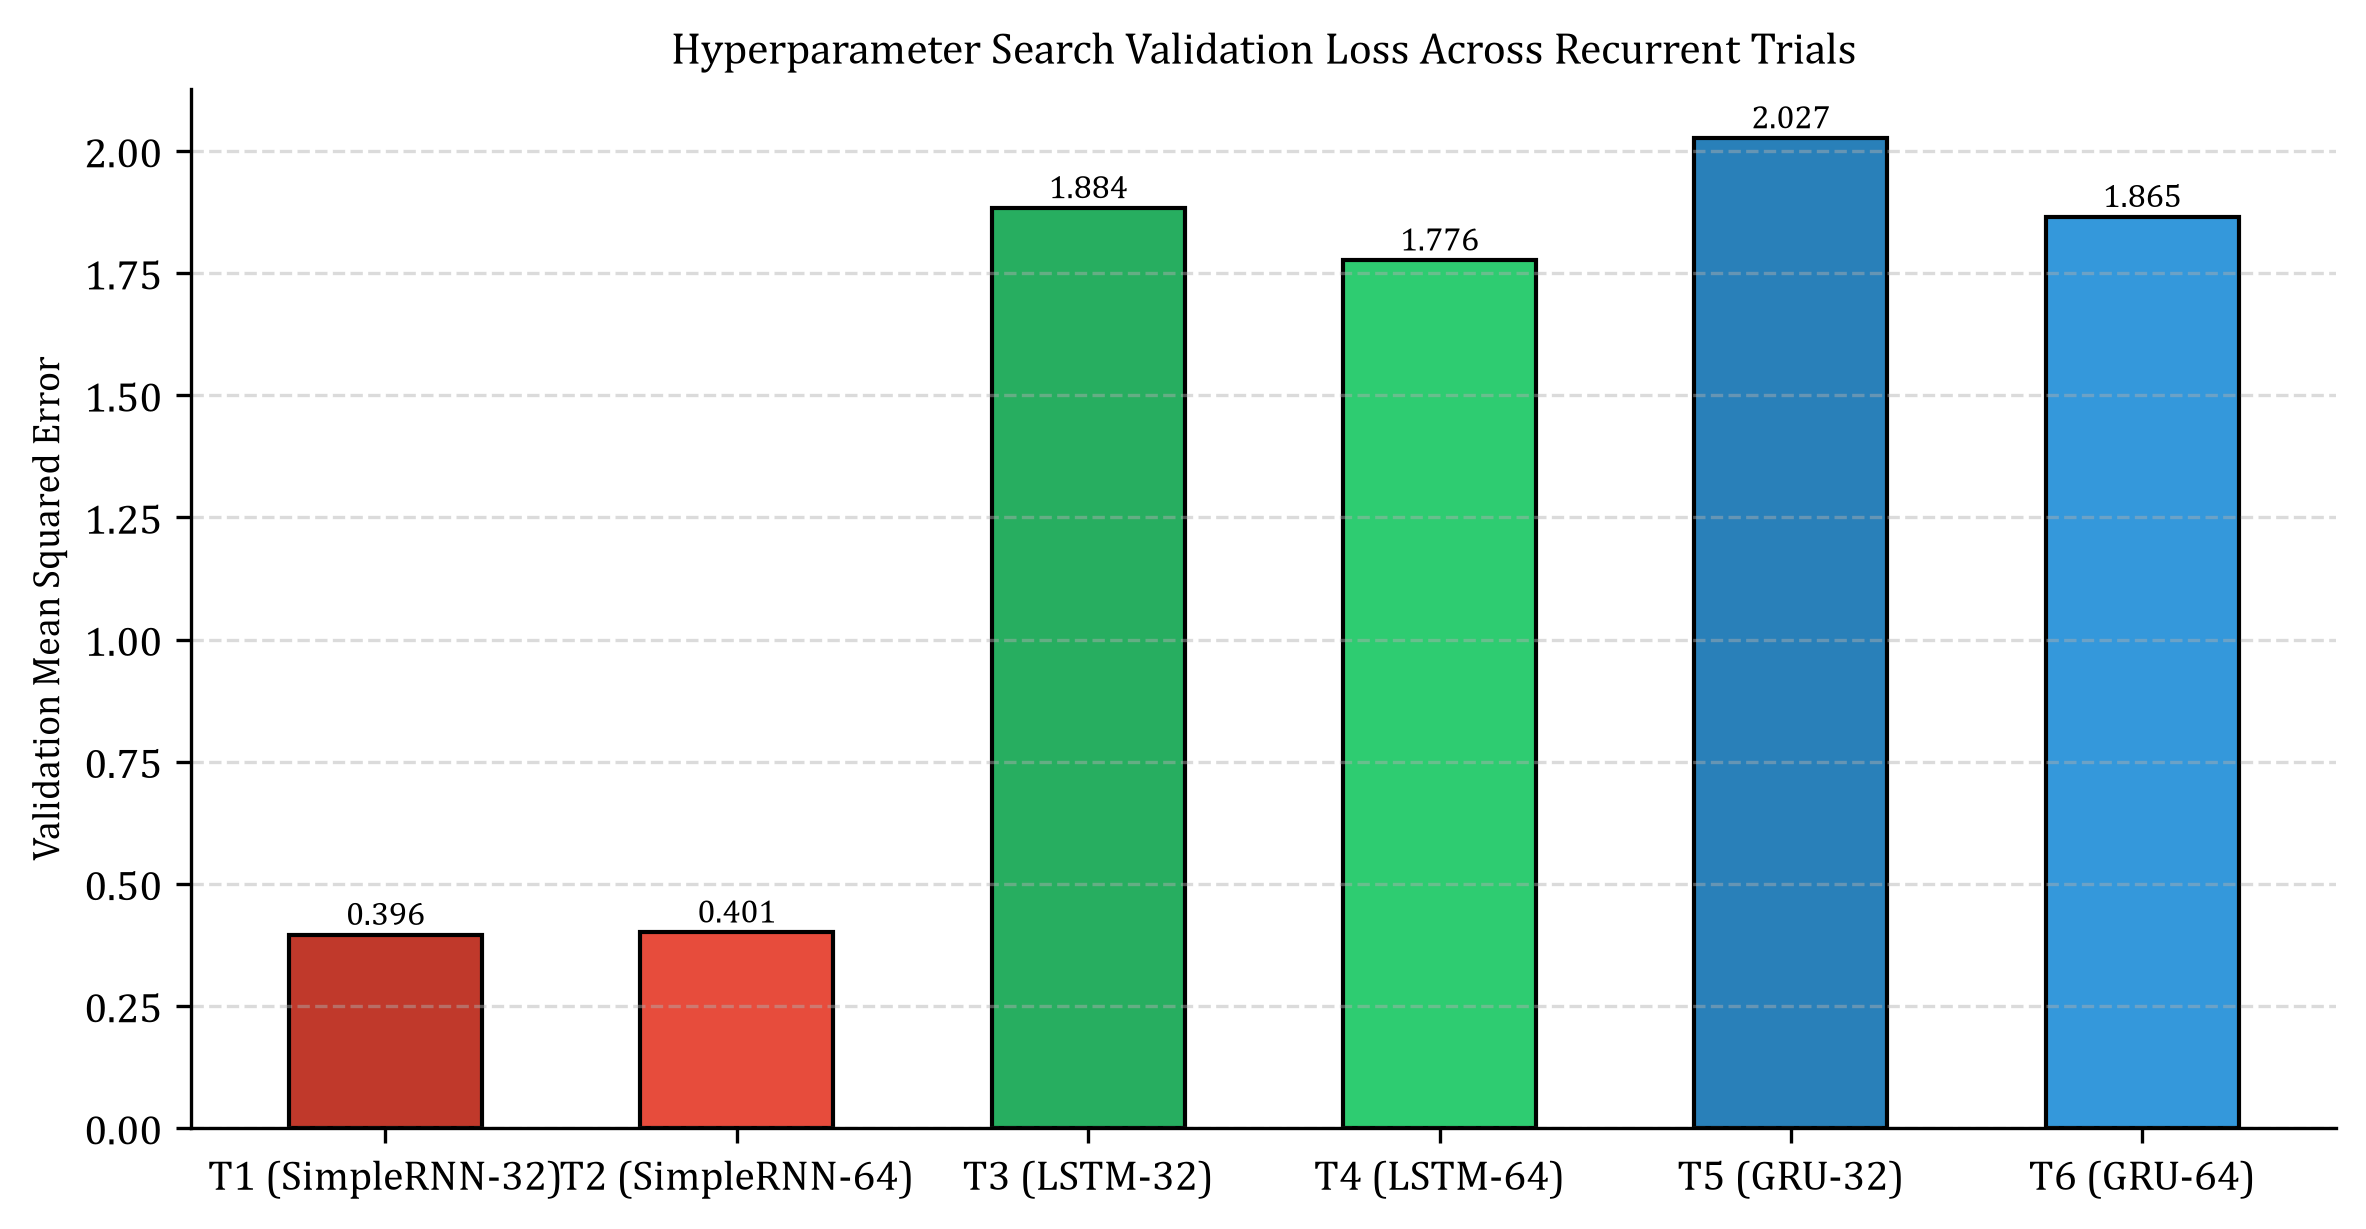 Hyperparameter Search Validation Loss Across Recurrent Trials
Validation Mean Squared Error
2.00
1.75
1.50
1.25
1.00
0.75
0.50
0.25
0.00
0.396
0.401
1.884
1.776
2.027
1.865
T1 (SimpleRNN-32)
T2 (SimpleRNN-64)
T3 (LSTM-32)
T4 (LSTM-64)
T5 (GRU-32)
T6 (GRU-64)